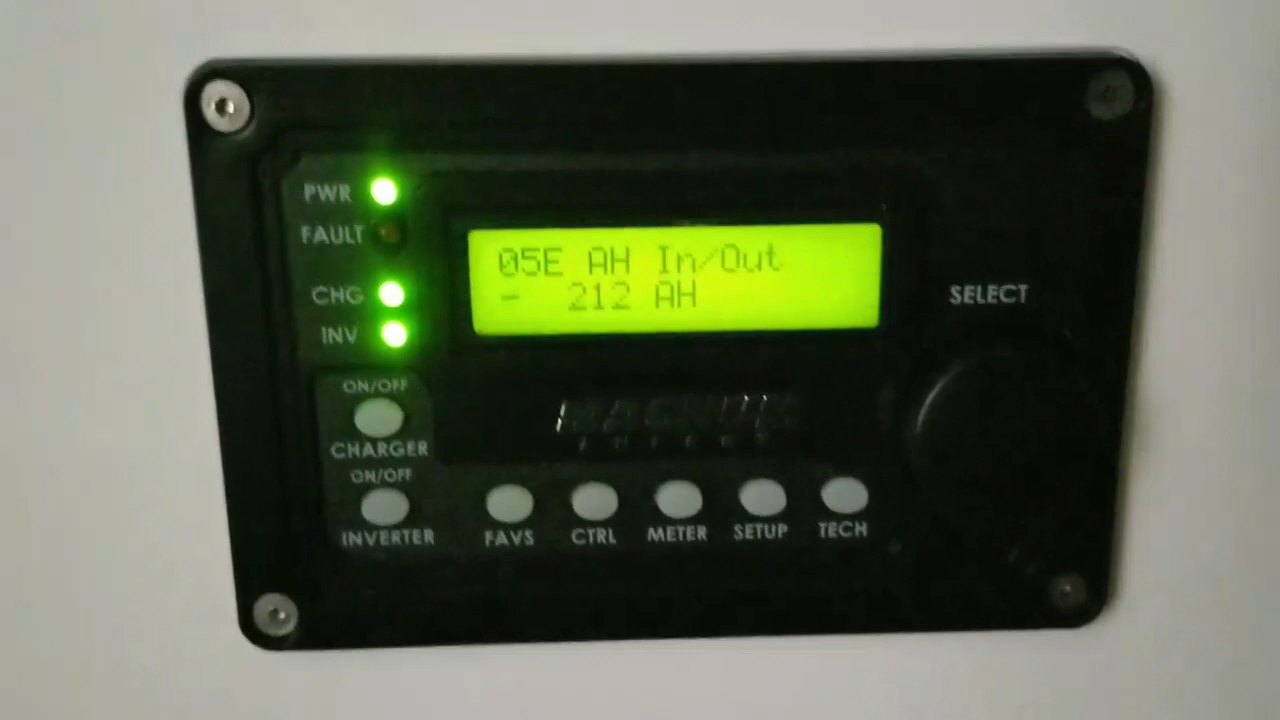 PWR
FAULT
CHG
INV
05E AH In/Out
-   212 AH
SELECT
ON/OFF
CHARGER
ON/OFF
INVERTER
MAGNUM
FAVS
CTRL
METER
SETUP
TECH